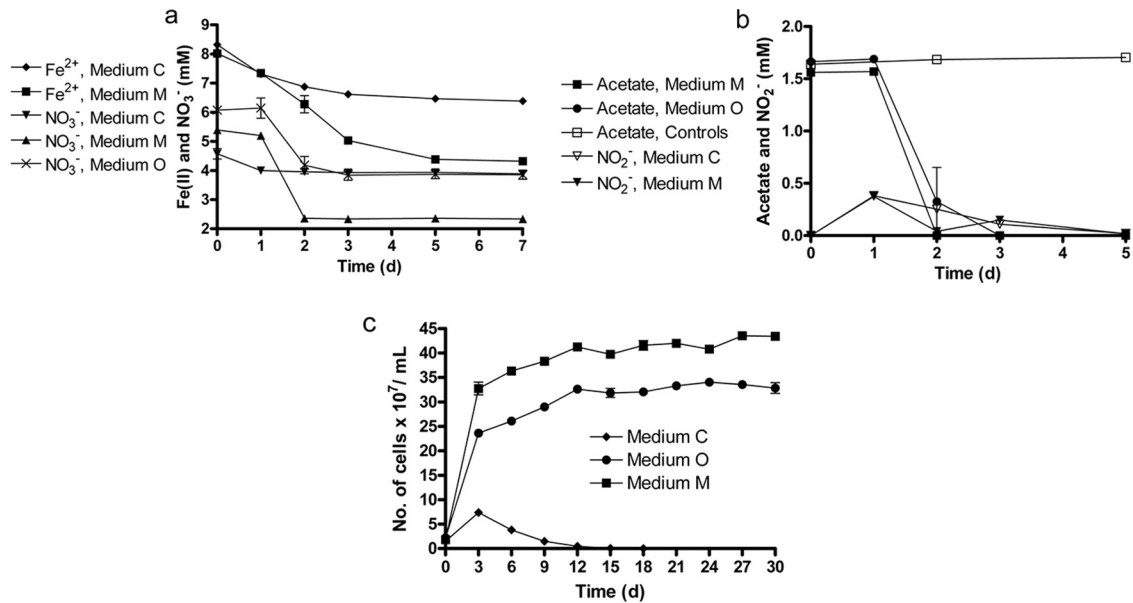 a
Fe(II) and NO₃⁻ (mM)
9
8
7
6
5
4
3
2
0 1 2 3 4 5 6 7
Time (d)
Fe²⁺, Medium C
Fe²⁺, Medium M
NO₃⁻, Medium C
NO₃⁻, Medium M
NO₃⁻, Medium O
b
Acetate and NO₂⁻ (mM)
2.0
1.5
1.0
0.5
0.0
0 1 2 3 4 5
Time (d)
Acetate, Medium M
Acetate, Medium O
Acetate, Controls
NO₂⁻, Medium C
NO₂⁻, Medium M
c
No. of cells x 10⁷/ mL
45
40
35
30
25
20
15
10
5
0
0 3 6 9 12 15 18 21 24 27 30
Time (d)
Medium C
Medium O
Medium M